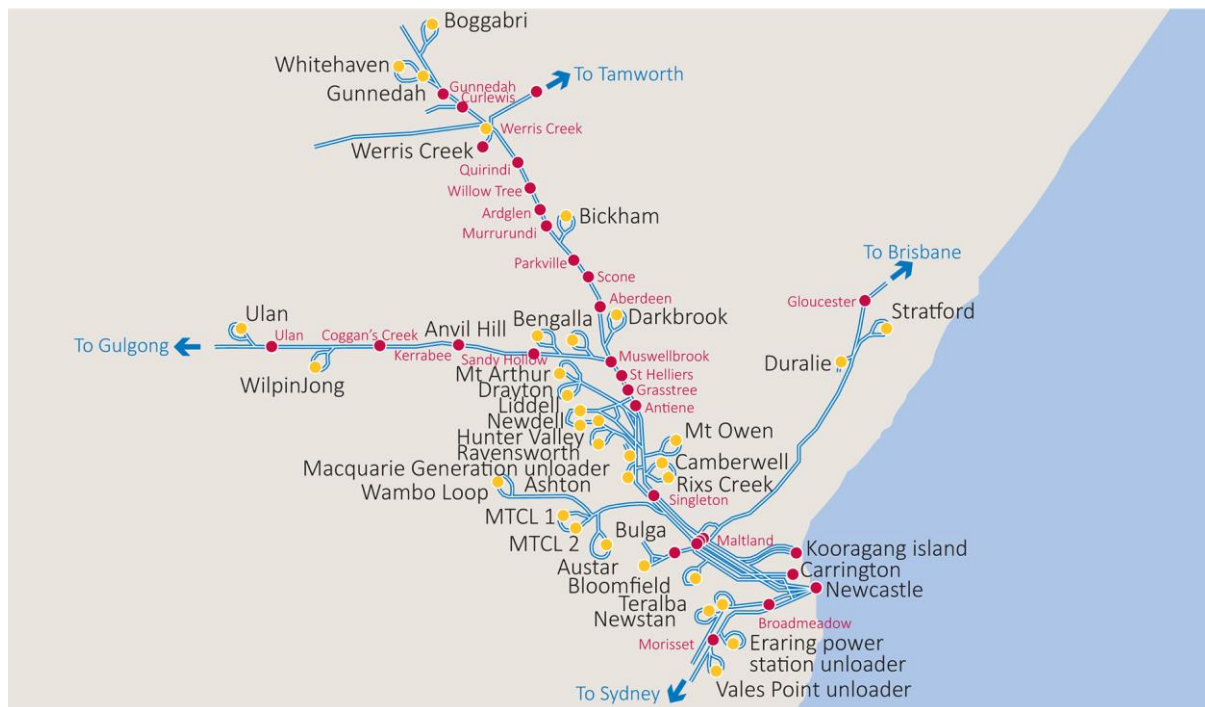 Boggabri
Whitehaven
Gunnedah
Gunnedah
Curlewis
To Tamworth
Werris Creek
Werris Creek
Quirindi
Willow Tree
Ardglen
Bickham
Murrurundi
Parkville
Scone
To Brisbane
Aberdeen
Gloucester
Darkbrook
Stratford
Ulan
Ulan
Coggan's Creek
Anvil Hill
Bengalla
To Gulgong
Kerrabee
Sandy Hollow
Muswellbrook
Duralie
WilpinJong
Mt Arthur
St Helliers
Drayton
Grasstree
Liddell
Antiene
Newdell
Mt Owen
Hunter Valley
Ravensworth
Camberwell
Macquarie Generation unloader
Rixs Creek
Ashton
Wambo Loop
Singleton
MTCL 1
Bulga
MTCL 2
Maltland
Kooragang island
Austar
Carrington
Bloomfield
Newcastle
Teralba
Newstan
Broadmeadow
Morisset
Eraring power
station unloader
To Sydney
Vales Point unloader